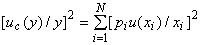 [u_c(y)/y]^2 = \sum_{i=1}^{N} [p_i u(x_i)/x_i]^2